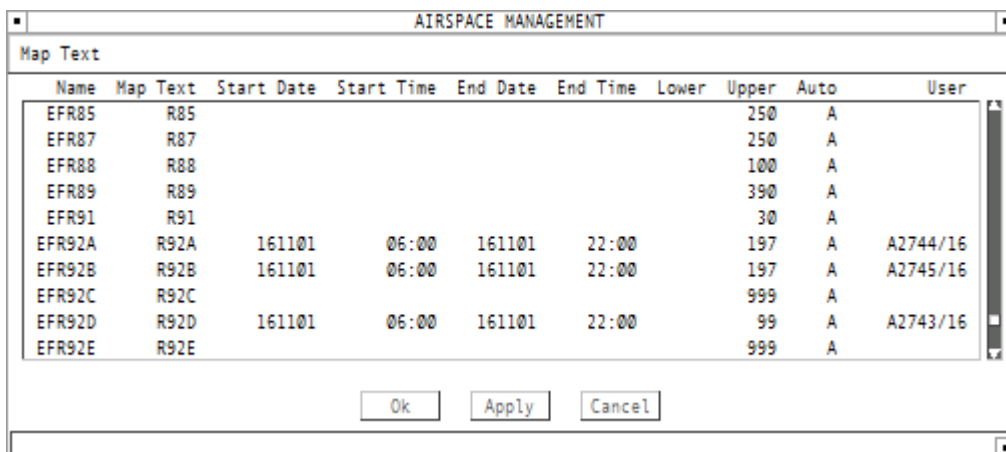 AIRSPACE MANAGEMENT
Map Text
Name Map Text Start Date Start Time End Date End Time Lower Upper Auto User
EFR85 R85 250 A
EFR87 R87 250 A
EFR88 R88 100 A
EFR89 R89 390 A
EFR91 R91 30 A
EFR92A R92A 161101 06:00 161101 22:00 197 A A2744/16
EFR92B R92B 161101 06:00 161101 22:00 197 A A2745/16
EFR92C R92C 999 A
EFR92D R92D 161101 06:00 161101 22:00 99 A A2743/16
EFR92E R92E 999 A
Ok Apply Cancel